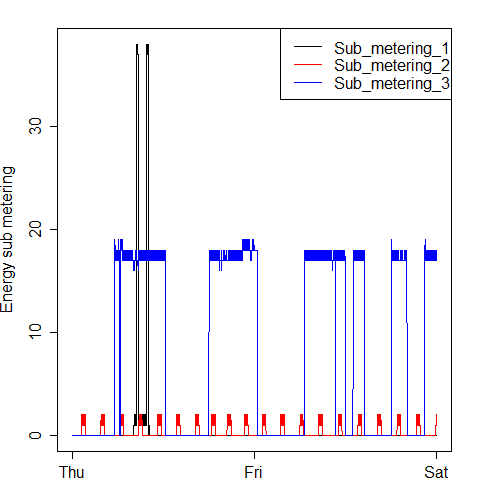 Sub_metering_1
Sub_metering_2
Sub_metering_3
Energy sub metering
30
20
10
0
Thu Fri Sat